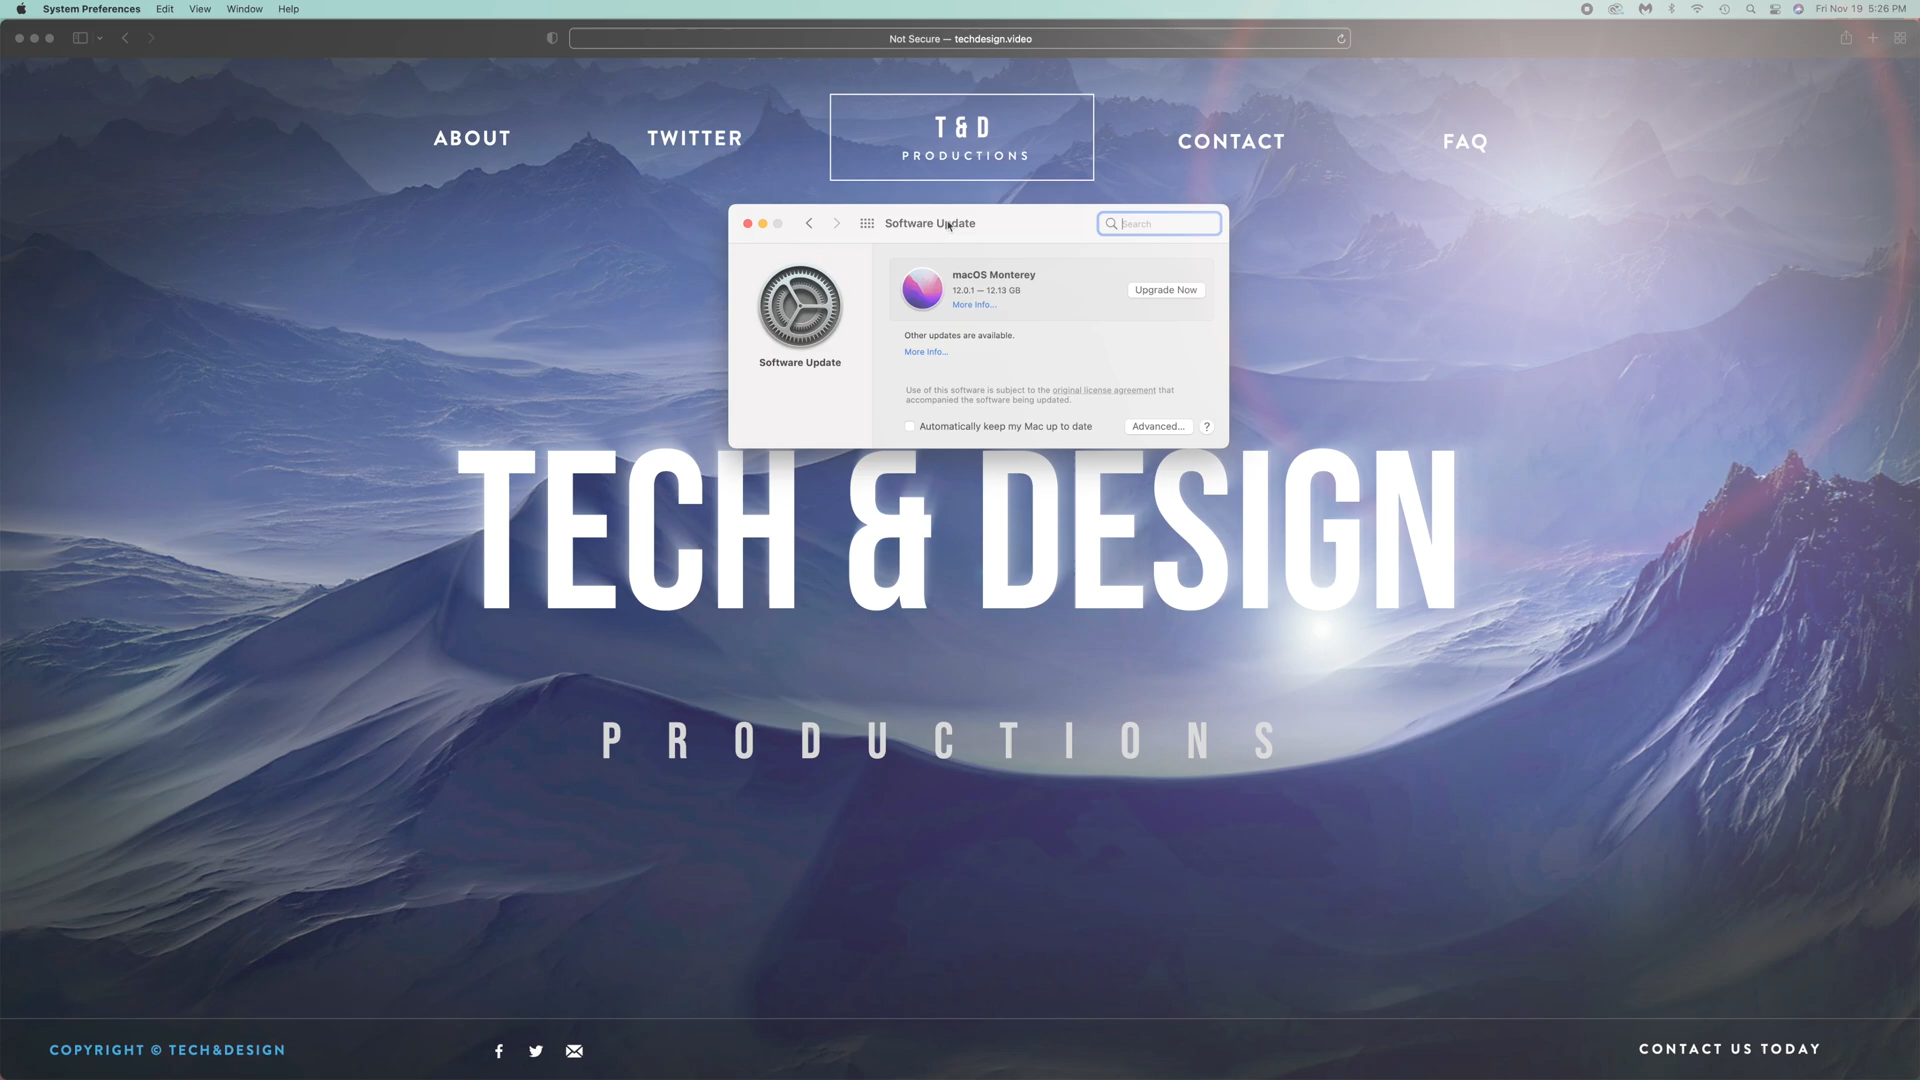 System Preferences Edit View Window Help
Fri Nov 19 5:26 PM
Not Secure — techdesign.video
ABOUT
TWITTER
T & D
PRODUCTIONS
CONTACT
FAQ
Software Update
Search
macOS Monterey
12.0.1 — 12.13 GB
More Info...
Upgrade Now
Software Update
Other updates are available.
More Info...
Use of this software is subject to the original license agreement that
accompanied the software being updated.
Automatically keep my Mac up to date
Advanced...
?
TECH & DESIGN
PRODUCTIONS
COPYRIGHT © TECH&DESIGN
CONTACT US TODAY